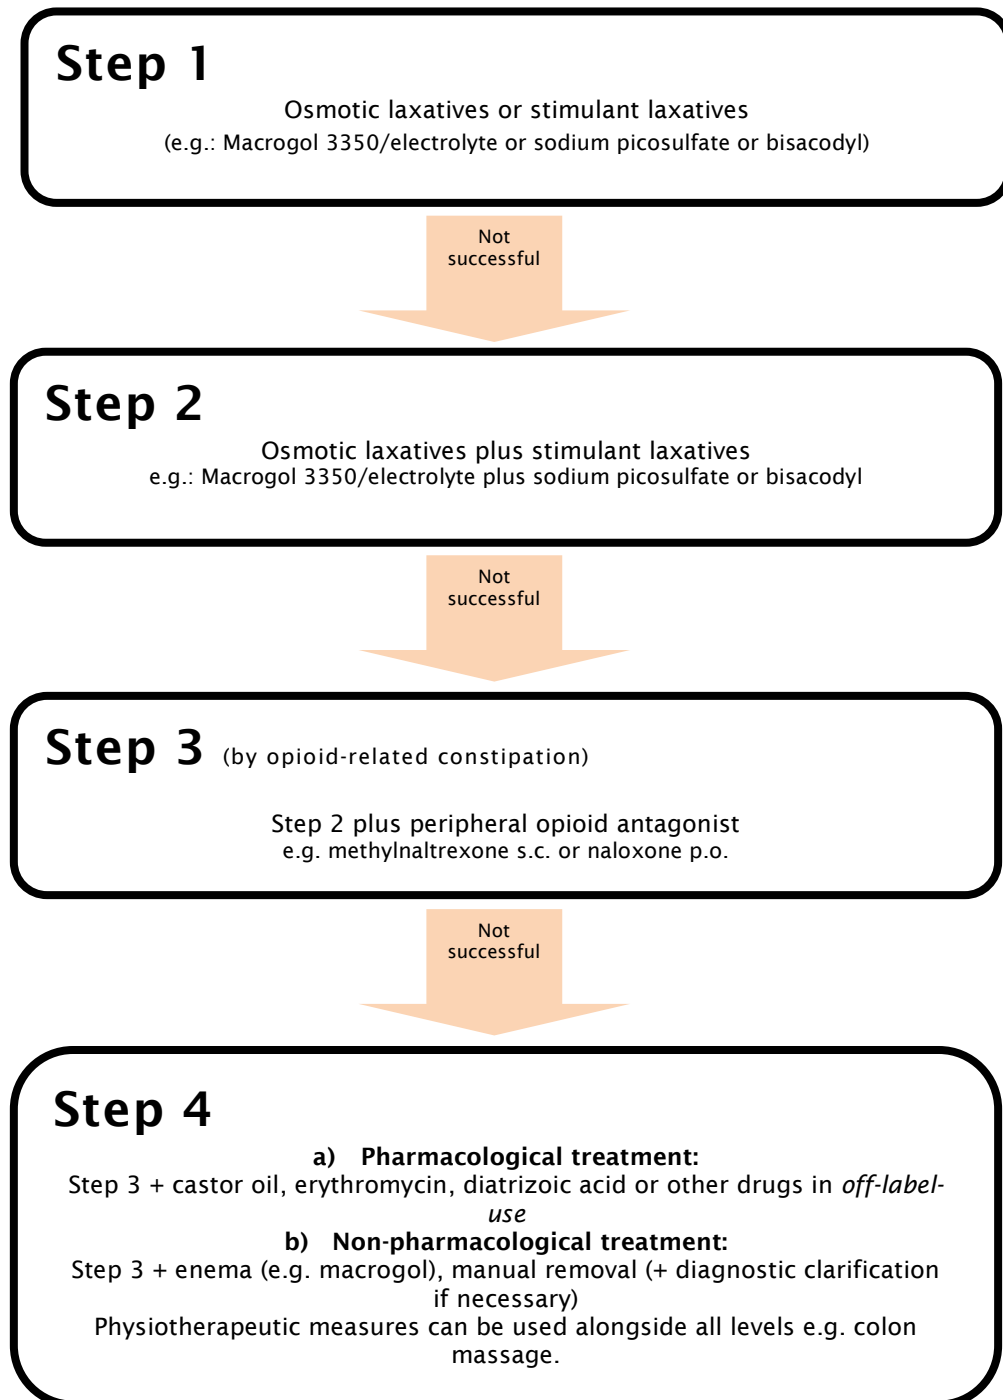 Step 1
Osmotic laxatives or stimulant laxatives
(e.g.: Macrogol 3350/electrolyte or sodium picosulfate or bisacodyl)
Not
successful
Step 2
Osmotic laxatives plus stimulant laxatives
e.g.: Macrogol 3350/electrolyte plus sodium picosulfate or bisacodyl
Not
successful
Step 3 (by opioid-related constipation)
Step 2 plus peripheral opioid antagonist
e.g. methylnaltrexone s.c. or naloxone p.o.
Not
successful
Step 4
a) Pharmacological treatment:
Step 3 + castor oil, erythromycin, diatrizoic acid or other drugs in off-label-
use
b) Non-pharmacological treatment:
Step 3 + enema (e.g. macrogol), manual removal (+ diagnostic clarification
if necessary)
Physiotherapeutic measures can be used alongside all levels e.g. colon
massage.